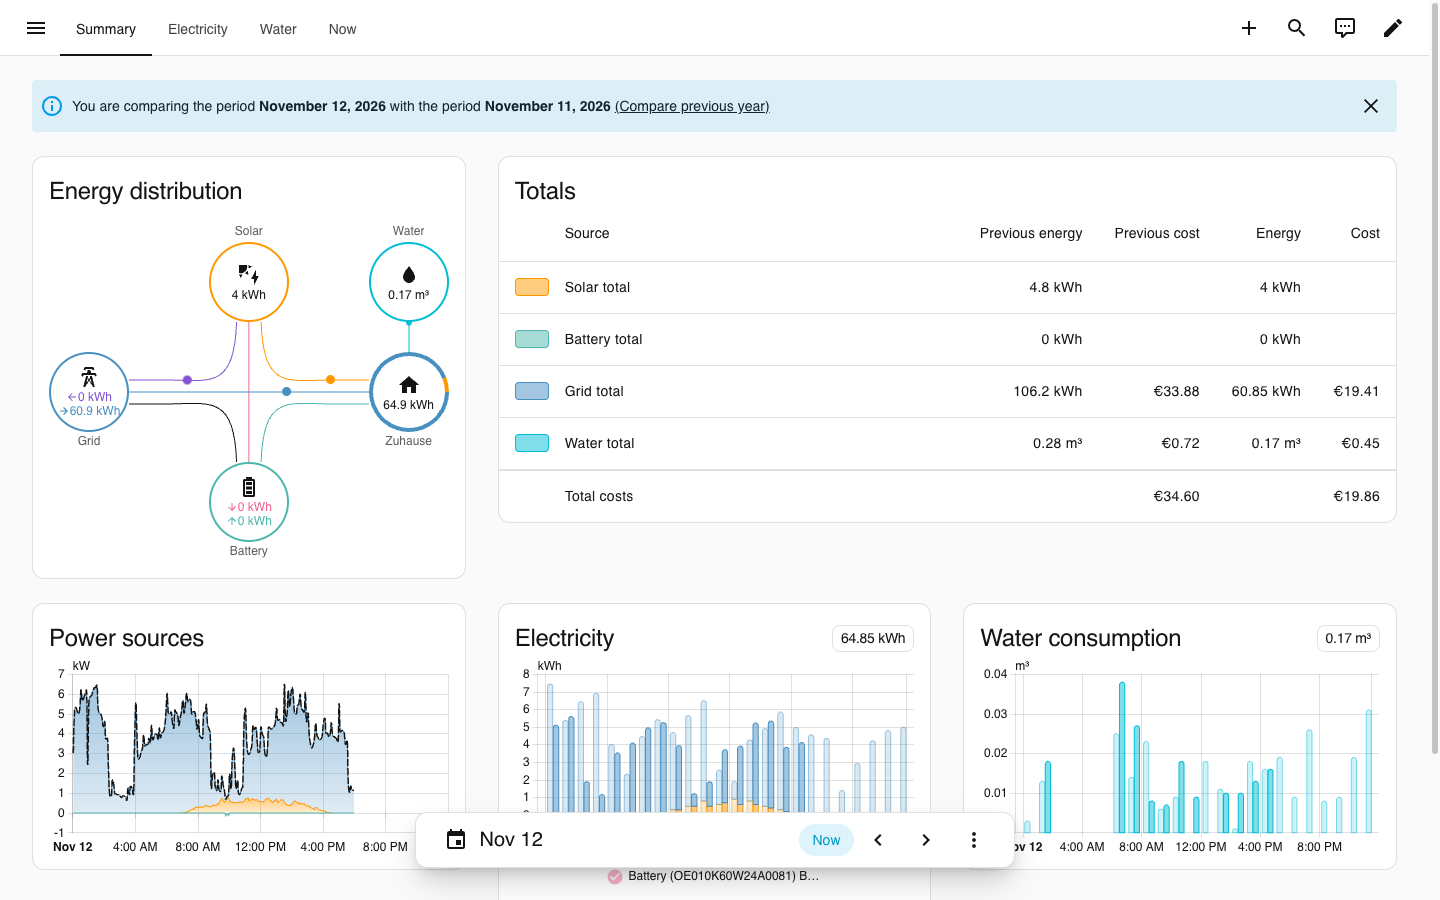 Summary
Electricity
Water
Now
You are comparing the period November 12, 2026 with the period November 11, 2026 (Compare previous year)
Energy distribution
Solar
Water
4 kWh
0.17 m³
←0 kWh
→60.9 kWh
64.9 kWh
Grid
Zuhause
↓0 kWh
↑0 kWh
Battery
Totals
Source Previous energy Previous cost Energy Cost
Solar total 4.8 kWh 4 kWh
Battery total 0 kWh 0 kWh
Grid total 106.2 kWh €33.88 60.85 kWh €19.41
Water total 0.28 m³ €0.72 0.17 m³ €0.45
Total costs €34.60 €19.86
Power sources
kW
7
6
5
4
3
2
1
0
-1
Nov 12 4:00 AM 8:00 AM 12:00 PM 4:00 PM 8:00 PM
Electricity
64.85 kWh
kWh
8
7
6
5
4
3
2
1
Battery (OE010K60W24A0081) B...
Water consumption
0.17 m³
m³
0.04
0.03
0.02
0.01
ov 12 4:00 AM 8:00 AM 12:00 PM 4:00 PM 8:00 PM
Nov 12
Now